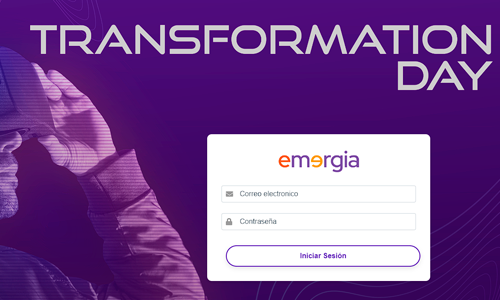 TRANSFORMATION
DAY
emergia
Correo electronico
Contraseña
Iniciar Sesión